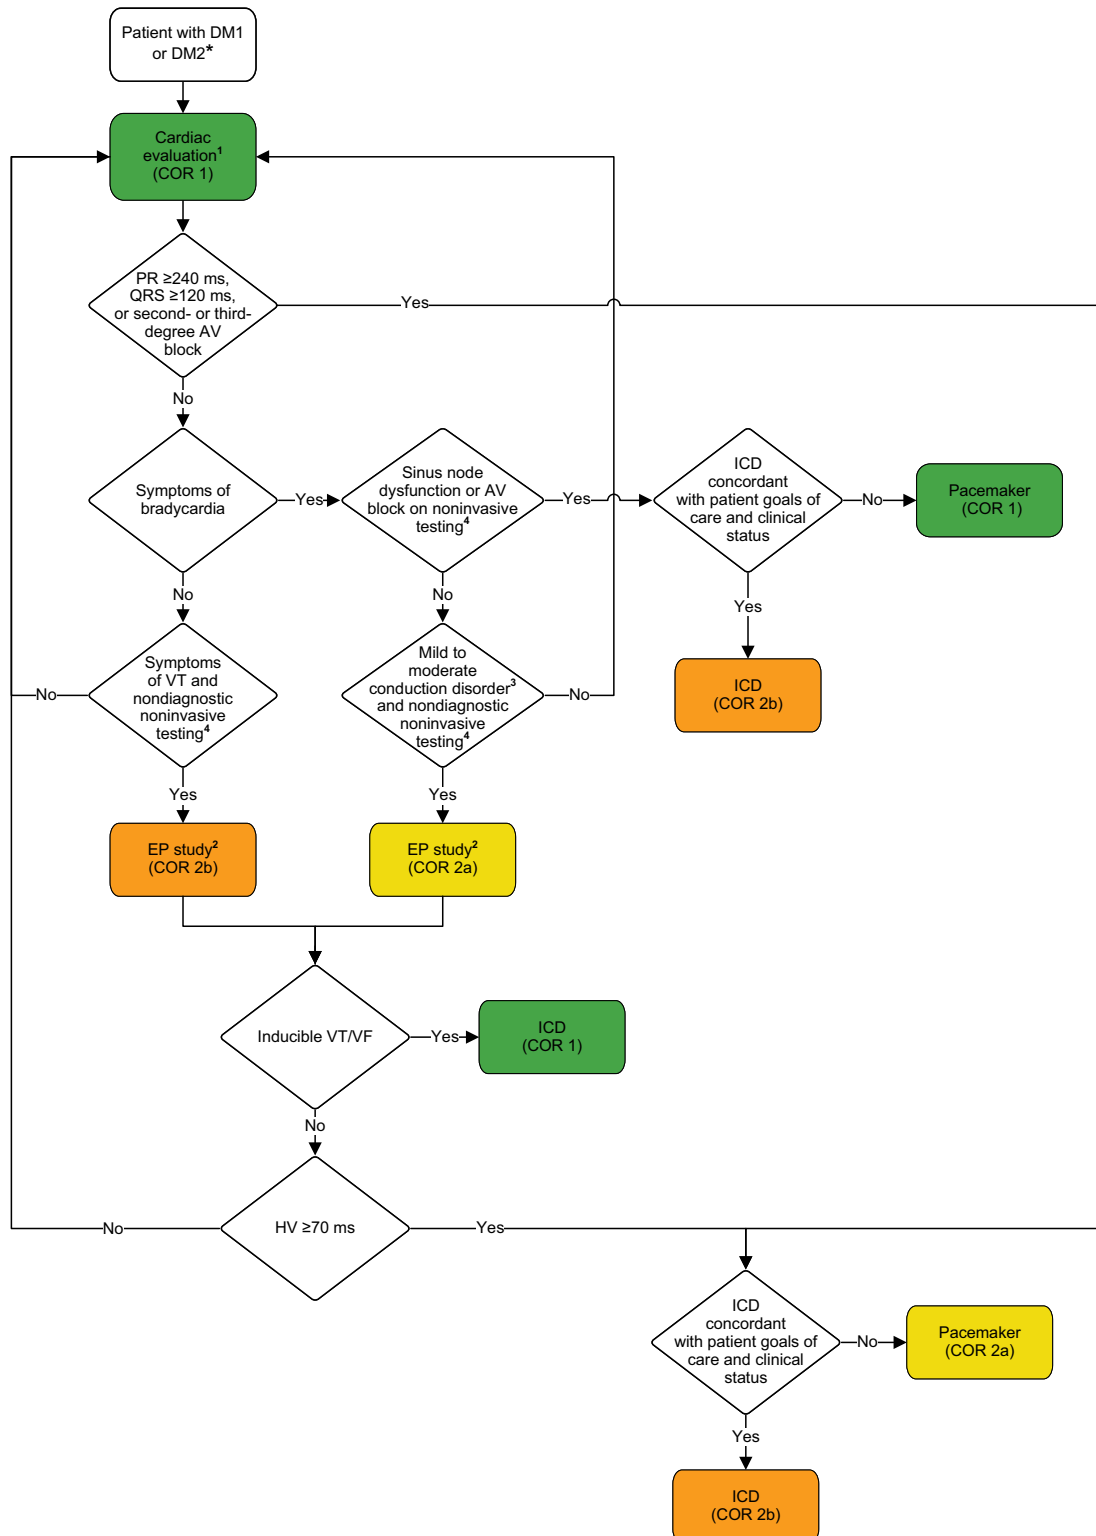 Patient with DM1
or DM2*
Cardiac
evaluation¹
(COR 1)
PR ≥240 ms,
QRS ≥120 ms,
or second- or third-
degree AV
block
Yes
No
Symptoms of
bradycardia
Yes
Sinus node
dysfunction or AV
block on noninvasive
testing⁴
Yes
ICD
concordant
with patient goals of
care and clinical
status
No
Pacemaker
(COR 1)
No
No
Yes
Symptoms
of VT and
nondiagnostic
noninvasive
testing⁴
No
Mild to
moderate
conduction disorder³
and nondiagnostic
noninvasive
testing⁴
No
ICD
(COR 2b)
Yes
Yes
EP study²
(COR 2b)
EP study²
(COR 2a)
Inducible VT/VF
Yes
ICD
(COR 1)
No
HV ≥70 ms
No
Yes
ICD
concordant
with patient goals of
care and clinical
status
No
Pacemaker
(COR 2a)
Yes
ICD
(COR 2b)